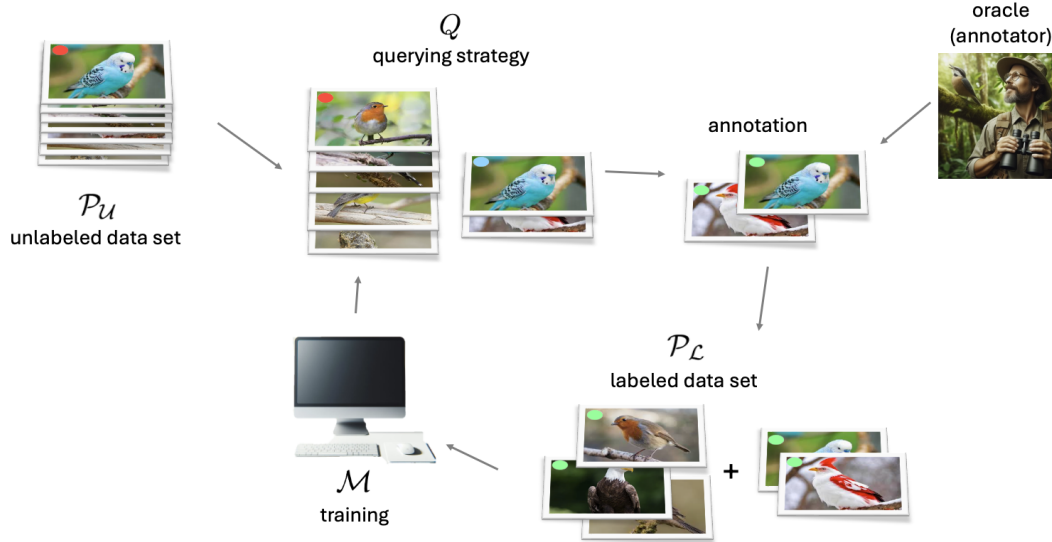 Q
querying strategy
oracle
(annotator)
annotation
𝒫𝒰
unlabeled data set
𝒫ℒ
labeled data set
+
ℳ
training